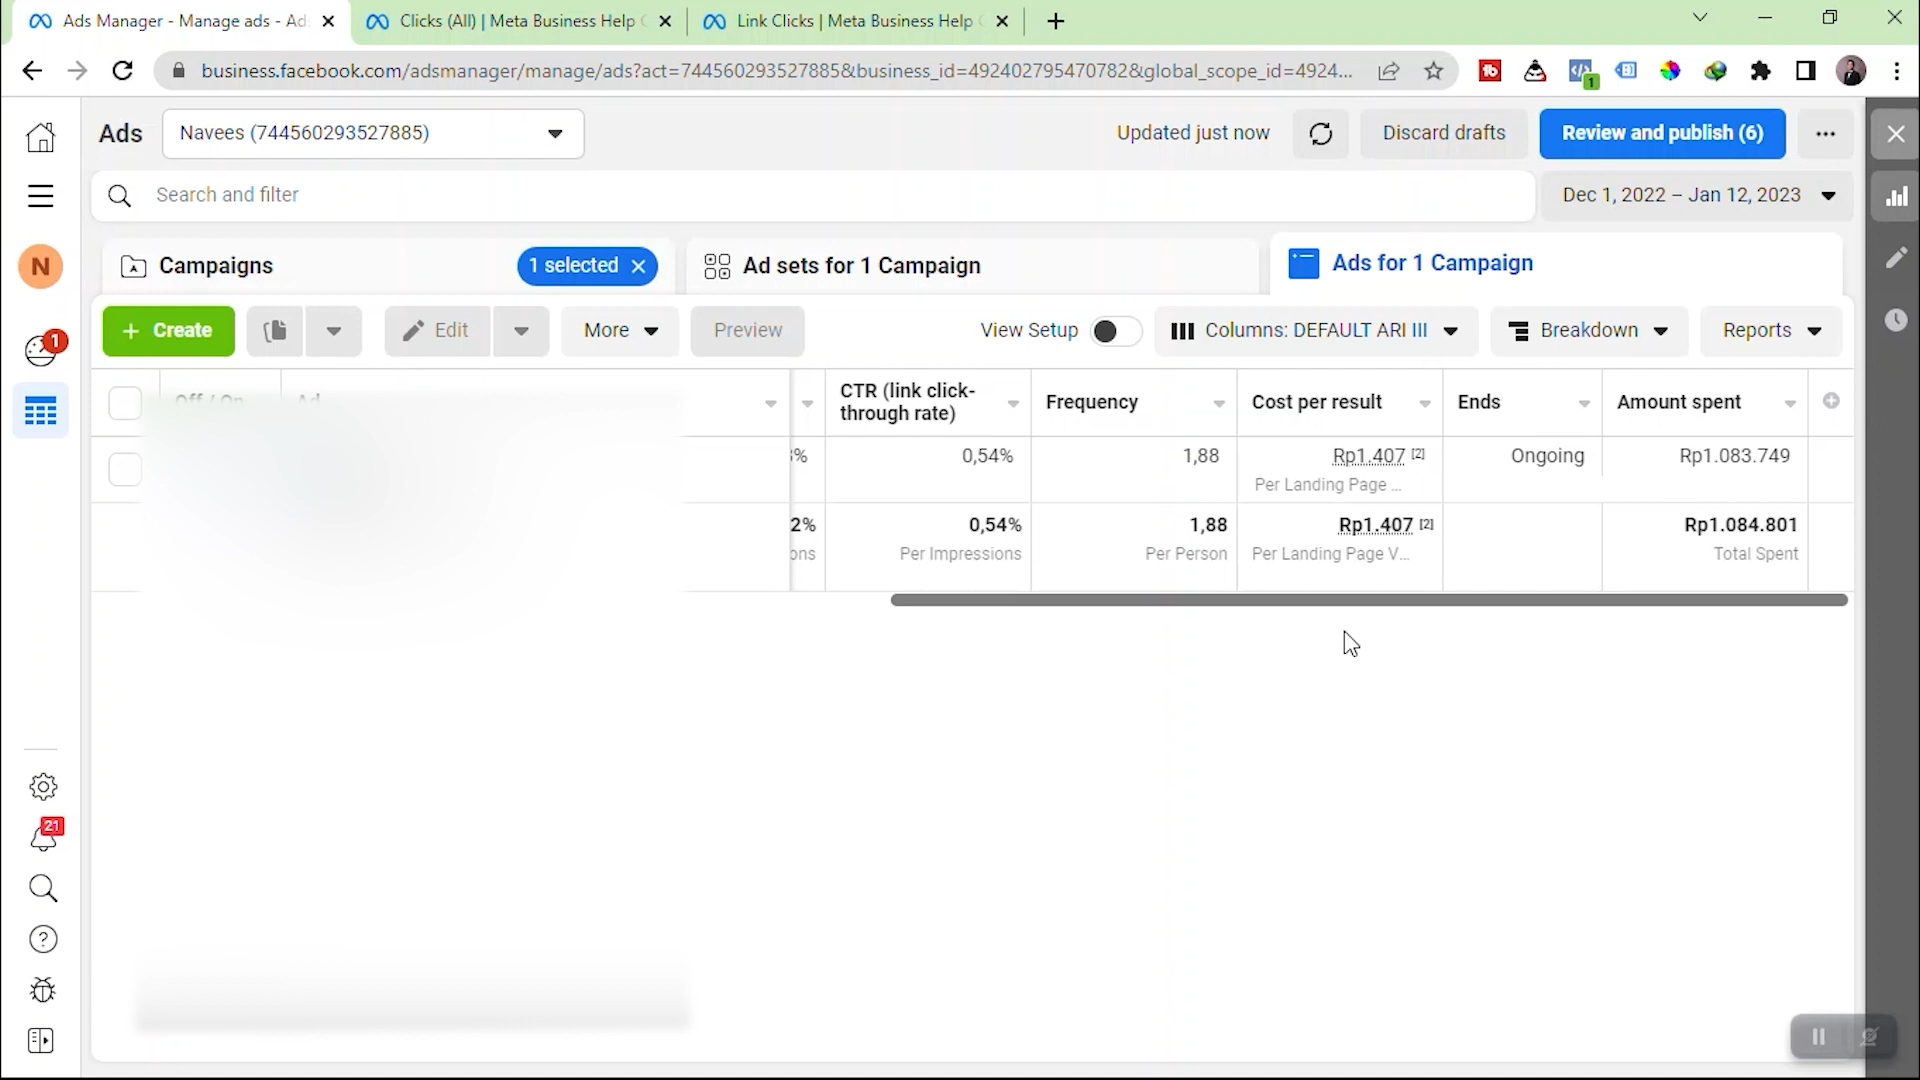 Ads Manager - Manage ads - Ad
Clicks (All) | Meta Business Help C
Link Clicks | Meta Business Help C
business.facebook.com/adsmanager/manage/ads?act=744560293527885&business_id=492402795470782&global_scope_id=4924...
1
Ads
Navees (744560293527885)
Updated just now
Discard drafts
Review and publish (6)
Search and filter
Dec 1, 2022 – Jan 12, 2023
N
Campaigns
1 selected
Ad sets for 1 Campaign
Ads for 1 Campaign
1
+ Create
Edit
More
Preview
View Setup
Columns: DEFAULT ARI III
Breakdown
Reports
Off / On
Ad
CTR (link click-
through rate)
Frequency
Cost per result
Ends
Amount spent
%
0,54%
1,88
Rp1.407 [2]
Ongoing
Rp1.083.749
Per Landing Page ...
2%
0,54%
1,88
Rp1.407 [2]
Rp1.084.801
ons
Per Impressions
Per Person
Per Landing Page V...
Total Spent
21